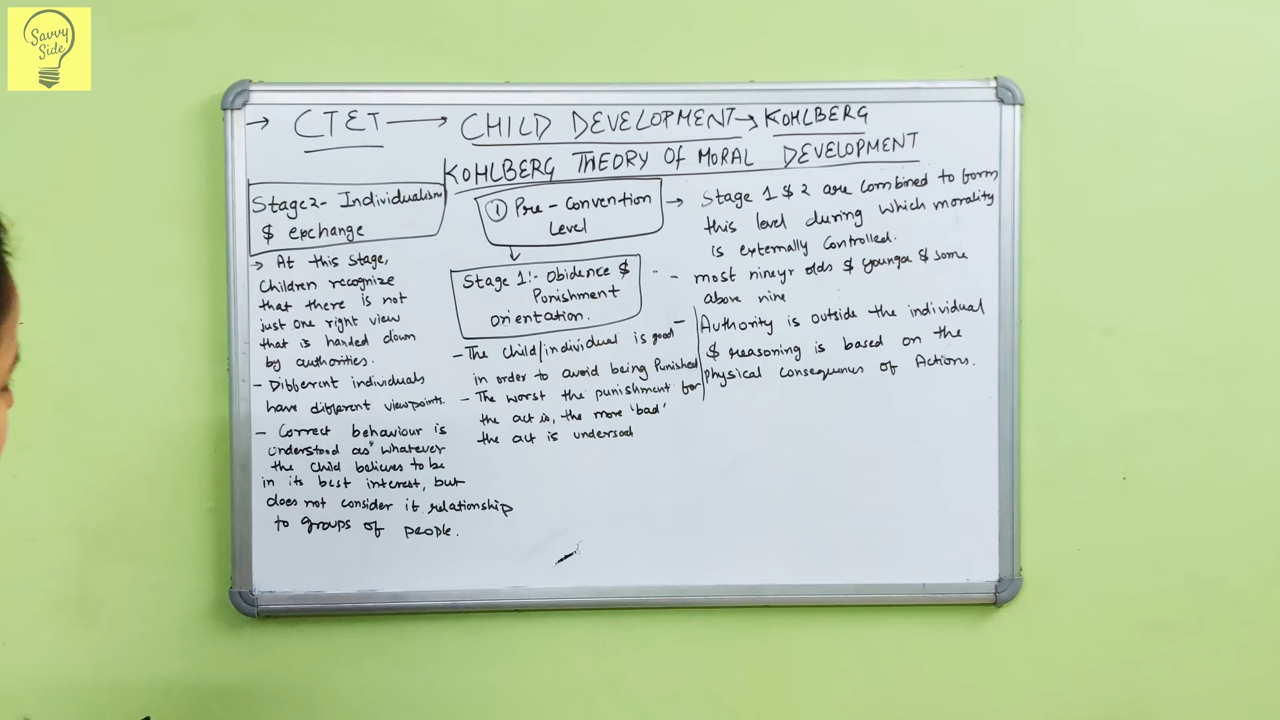 Savvy
Side
→ CTET → CHILD DEVELOPMENT → KOHLBERG
KOHLBERG THEORY OF MORAL DEVELOPMENT
Stage 2 - Individualism
$ exchange
→ At this stage,
Children recognize
that there is not
just one right view
that is handed down
by authorities.
- Different individuals
have different viewpoints.
- Correct behaviour is
understood as "whatever
the child believes to be
in its best interest, but
does not consider it relationship
to groups of people.
① Pre - Convention
Level
Stage 1:- Obidence $
Punishment
orientation.
- The child/individual is good
in order to avoid being Punished
- The worst the punishment for
the act is, the more 'bad'
the act is undersood
→ Stage 1 $ 2 are combined to form
this level during which morality
is externally controlled.
- - most nineyr olds $ younger $ some
above nine
- Authority is outside the individual
$ reasoning is based on the
physical consequenus of Actions.